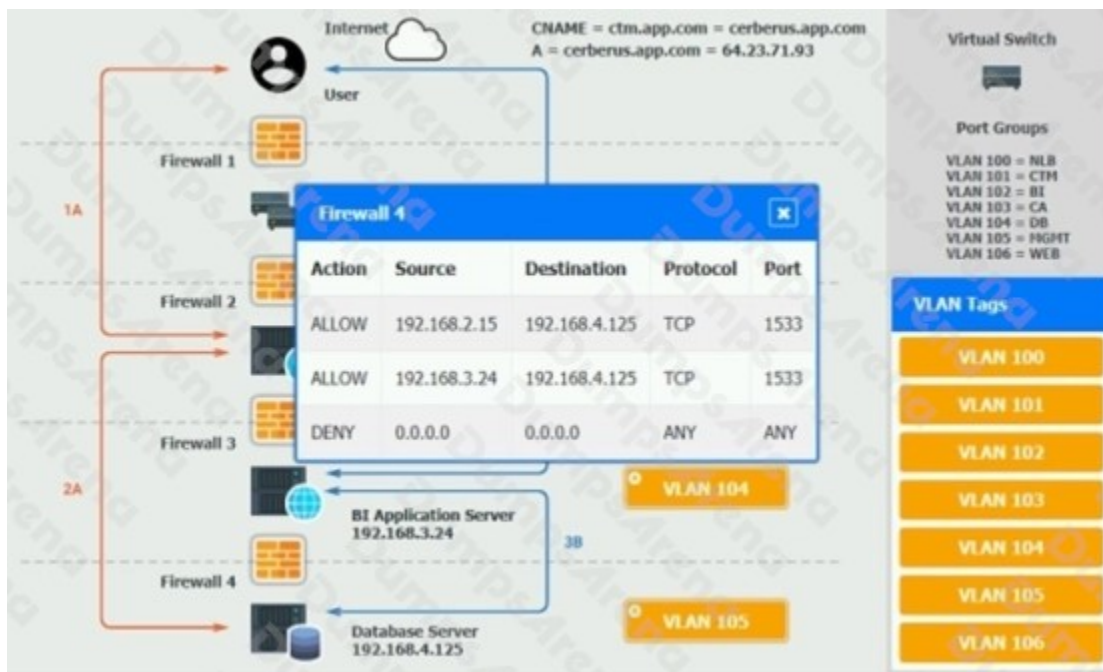 Internet
CNAME = ctm.app.com = cerberus.app.com
A = cerberus.app.com = 64.23.71.93
User
Firewall 1
1A
Firewall 2
Firewall 3
2A
BI Application Server
192.168.3.24
3B
Firewall 4
Database Server
192.168.4.125
Firewall 4
Action Source Destination Protocol Port
ALLOW 192.168.2.15 192.168.4.125 TCP 1533
ALLOW 192.168.3.24 192.168.4.125 TCP 1533
DENY 0.0.0.0 0.0.0.0 ANY ANY
VLAN 104
VLAN 105
Virtual Switch
Port Groups
VLAN 100 = NLB
VLAN 101 = CTM
VLAN 102 = BI
VLAN 103 = CA
VLAN 104 = DB
VLAN 105 = MGMT
VLAN 106 = WEB
VLAN Tags
VLAN 100
VLAN 101
VLAN 102
VLAN 103
VLAN 104
VLAN 105
VLAN 106
DumpsArena